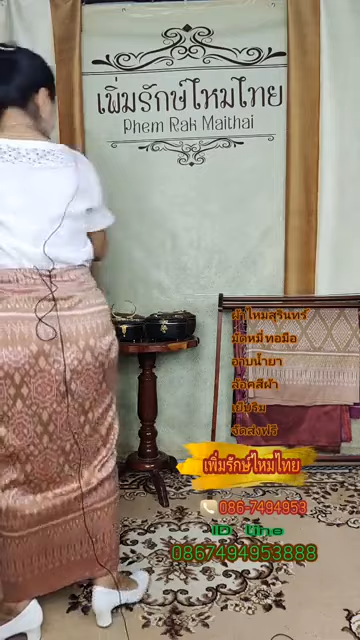 เพิ่มรักษ์ไหมไทย
Phem Rak Maithai
ผ้าไหมสุรินทร์
มัดหมี่ทอมือ
อาบน้ำยา
ล็อคสีผ้า
เย็บริม
จัดส่งฟรี
เพิ่มรักษ์ไหมไทย
086-7494953
ID Line
0867494953888